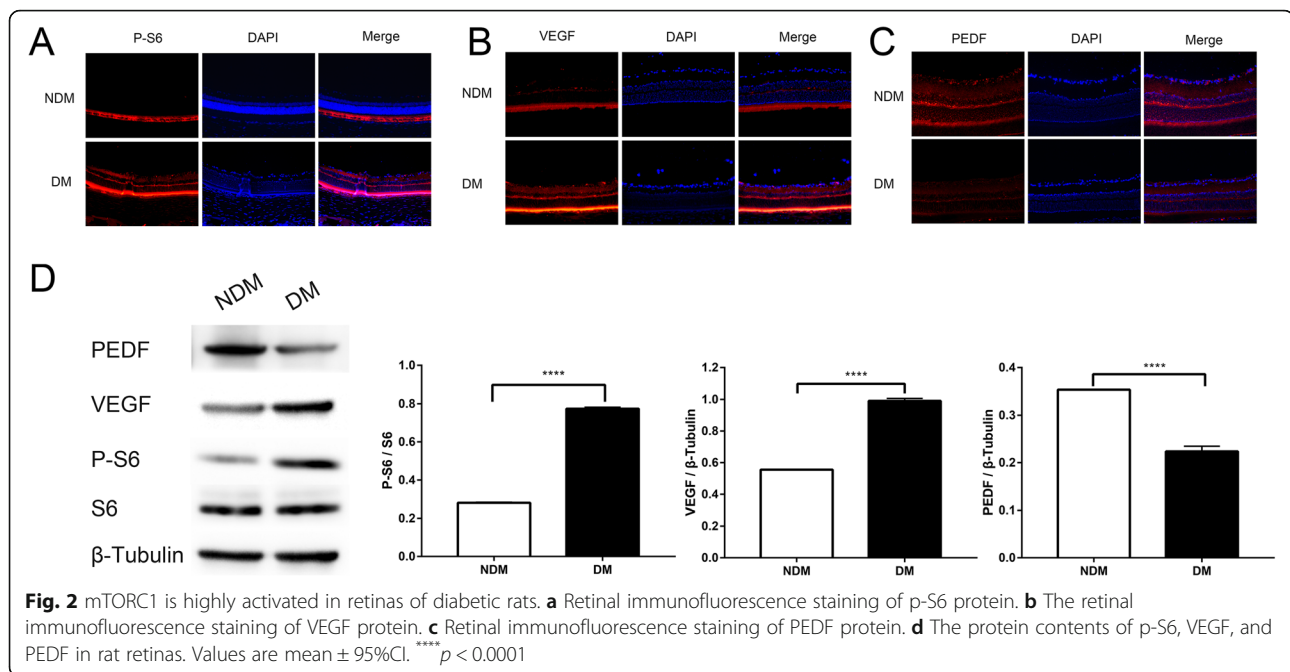 A
P-S6 DAPI Merge
NDM
DM
B
VEGF DAPI Merge
NDM
DM
C
PEDF DAPI Merge
NDM
DM
D
NDM DM
PEDF
VEGF
P-S6
S6
β-Tubulin
P-S6 / S6
1.0
0.8
0.6
0.4
0.2
0.0
****
NDM DM
VEGF / β-Tubulin
1.2
1.0
0.8
0.6
0.4
0.2
0.0
****
NDM DM
PEDF / β-Tubulin
0.4
0.3
0.2
0.1
0.0
****
NDM DM
Fig. 2 mTORC1 is highly activated in retinas of diabetic rats. a Retinal immunofluorescence staining of p-S6 protein. b The retinal
immunofluorescence staining of VEGF protein. c Retinal immunofluorescence staining of PEDF protein. d The protein contents of p-S6, VEGF, and
PEDF in rat retinas. Values are mean ± 95%CI. ****p < 0.0001